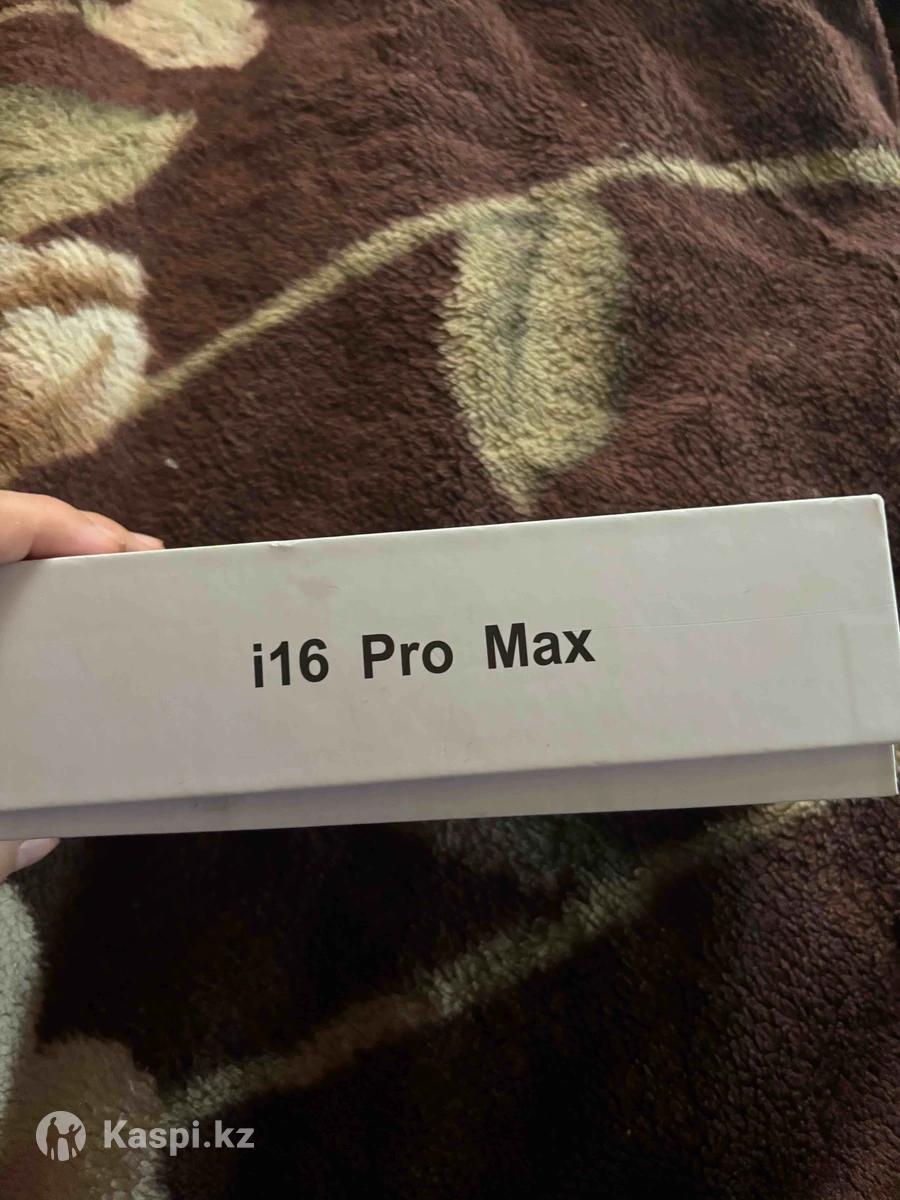 i16 Pro Max
Kaspi.kz